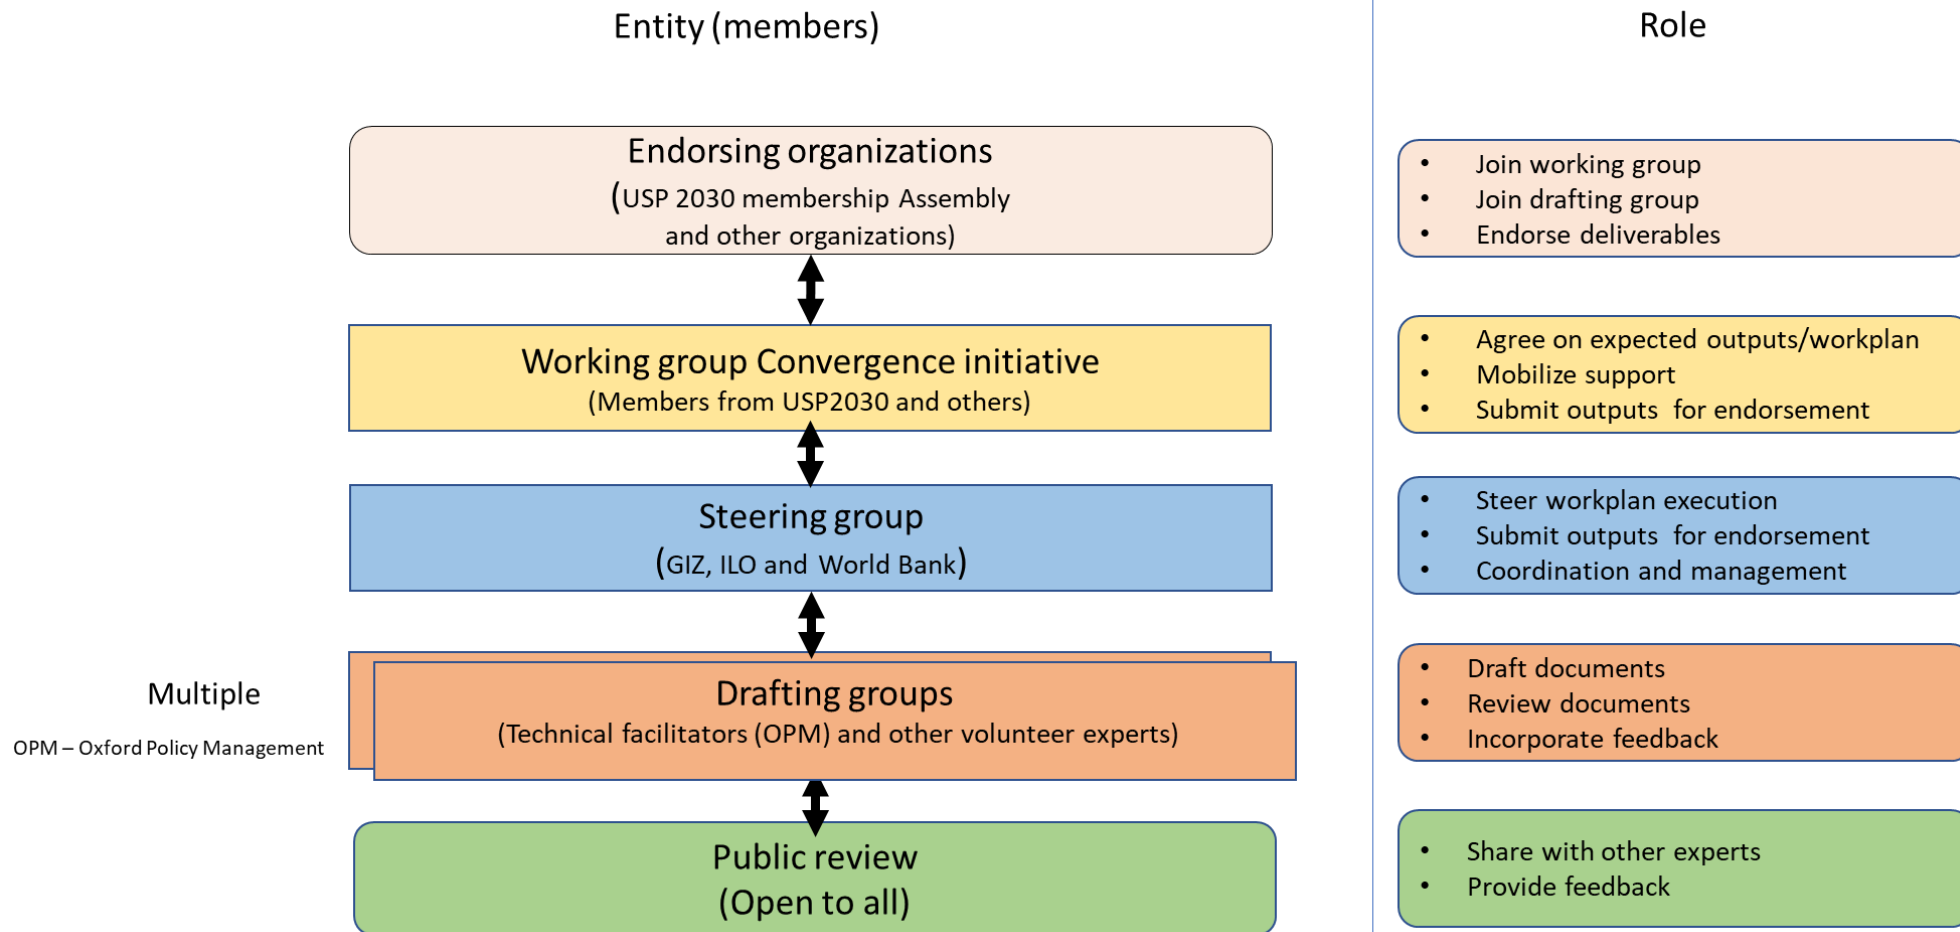 Entity (members)
Role
Endorsing organizations
(USP 2030 membership Assembly
and other organizations)
• Join working group
• Join drafting group
• Endorse deliverables
Working group Convergence initiative
(Members from USP2030 and others)
• Agree on expected outputs/workplan
• Mobilize support
• Submit outputs for endorsement
Steering group
(GIZ, ILO and World Bank)
• Steer workplan execution
• Submit outputs for endorsement
• Coordination and management
Multiple
OPM – Oxford Policy Management
Drafting groups
(Technical facilitators (OPM) and other volunteer experts)
• Draft documents
• Review documents
• Incorporate feedback
Public review
(Open to all)
• Share with other experts
• Provide feedback